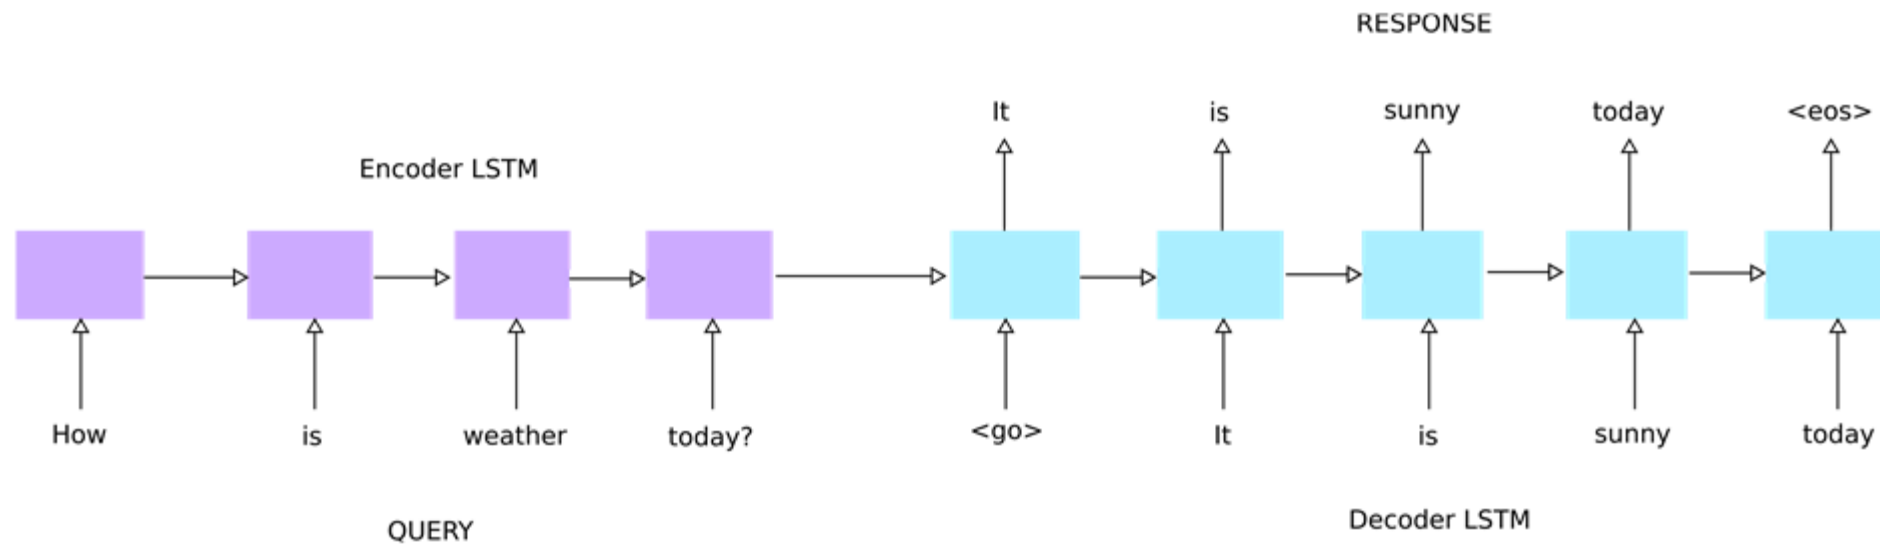 RESPONSE
It is sunny today <eos>
Encoder LSTM
How is weather today? <go> It is sunny today
QUERY
Decoder LSTM